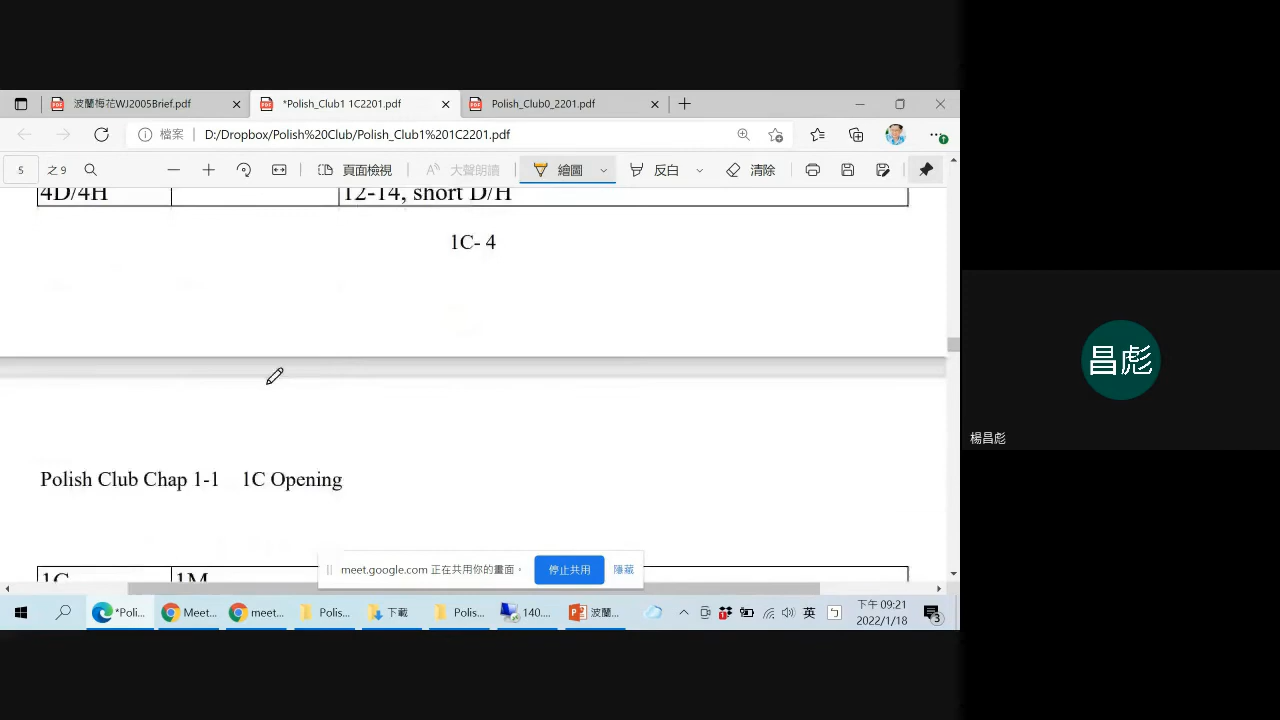 波蘭梅花WJ2005Brief.pdf
*Polish_Club1 1C2201.pdf
Polish_Club0_2201.pdf
檔案
D:/Dropbox/Polish%20Club/Polish_Club1%201C2201.pdf
5 之 9
頁面檢視
A 大聲朗讀
繪圖
反白
清除
4D/4H 12-14, short D/H
1C- 4
Polish Club Chap 1-1 1C Opening
1C 1M
meet.google.com 正在共用你的畫面。
停止共用
隱藏
*Poli...
Meet...
meet...
Polis...
下載
Polis...
140....
波蘭...
英
下午 09:21
2022/1/18
3
昌彪
楊昌彪